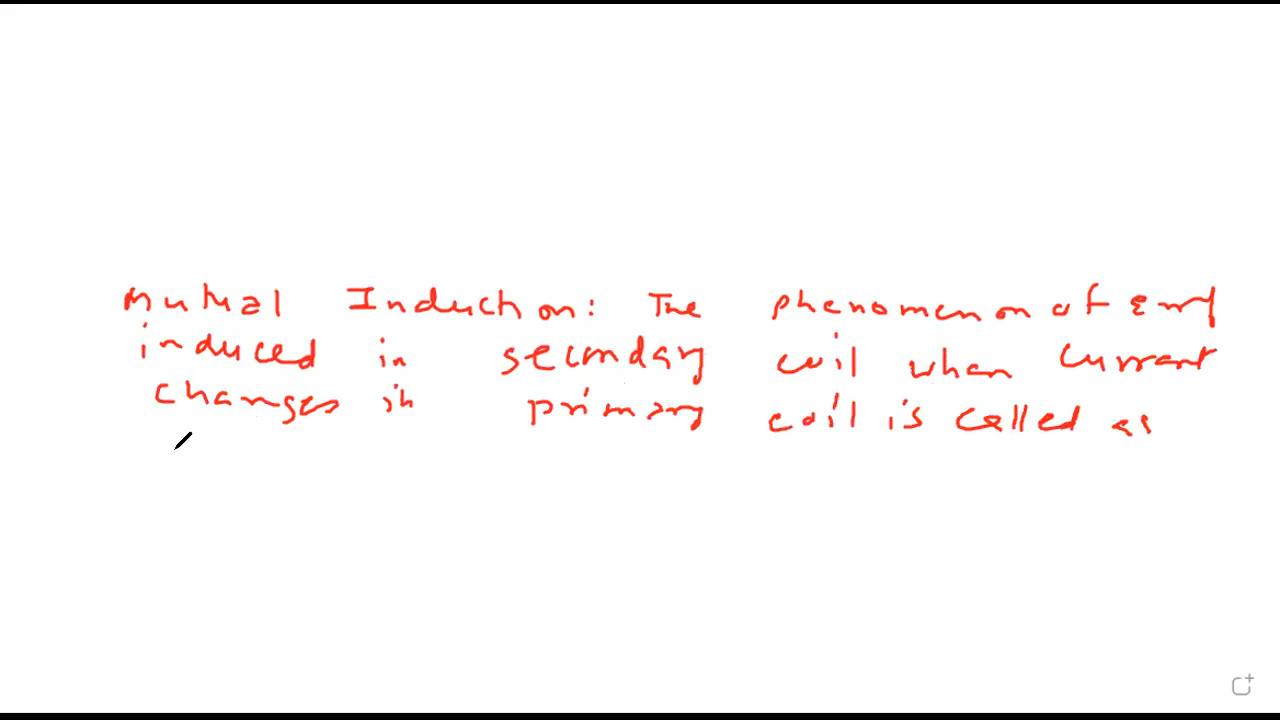 Mutual Induction: The phenomenon of emf
induced in secondary coil when current
changes in primary coil is called as